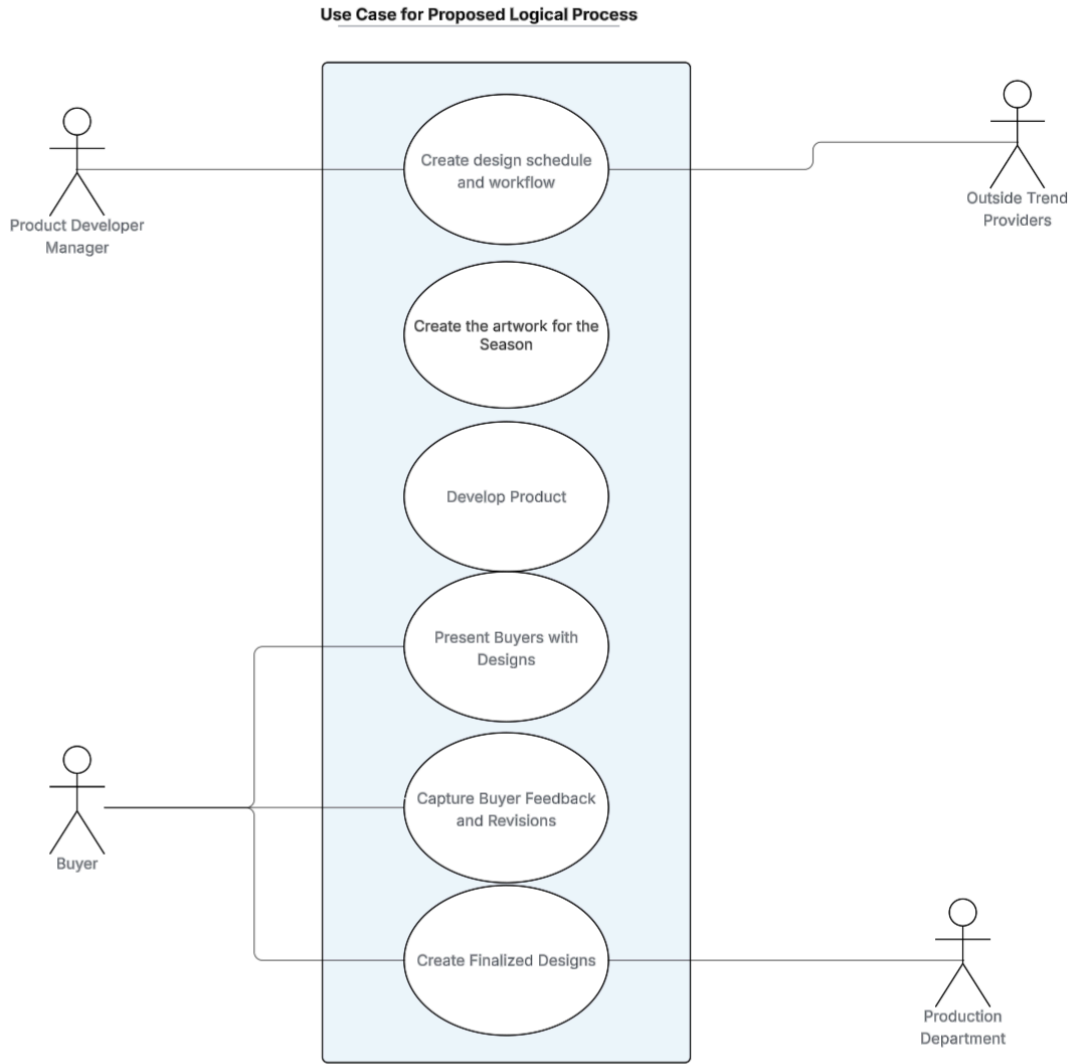 Use Case for Proposed Logical Process
Create design schedule
and workflow
Product Developer
Manager
Outside Trend
Providers
Create the artwork for the
Season
Develop Product
Present Buyers with
Designs
Capture Buyer Feedback
and Revisions
Buyer
Create Finalized Designs
Production
Department